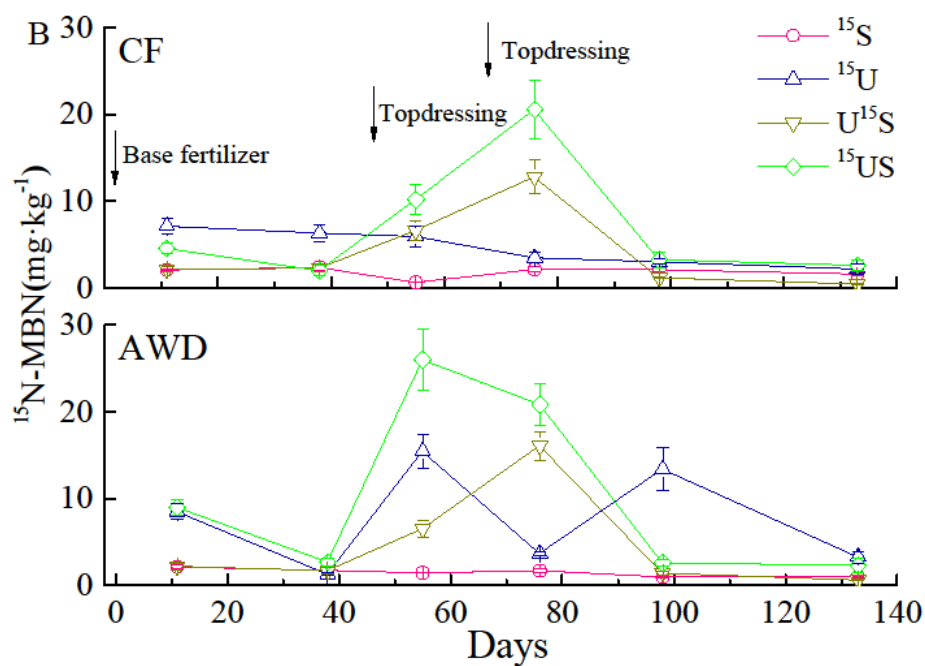 B
30
CF
Topdressing
Topdressing
Base fertilizer
20
10
0
¹⁵S
¹⁵U
U¹⁵S
¹⁵US
¹⁵N-MBN(mg·kg⁻¹)
30
AWD
20
10
0
0 20 40 60 80 100 120 140
Days